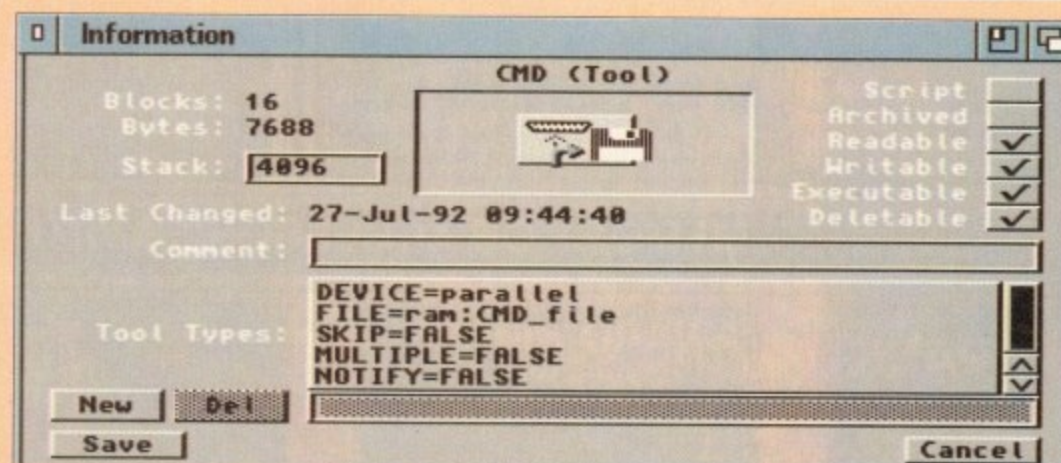 Information
CMD (Tool)
Blocks: 16
Bytes: 7688
Stack: 4096
Script
Archived
Readable
Writable
Executable
Deletable
Last Changed: 27-Jul-92 09:44:40
Comment:
Tool Types:
DEVICE=parallel
FILE=ram:CMD_file
SKIP=FALSE
MULTIPLE=FALSE
NOTIFY=FALSE
New
Del
Save
Cancel